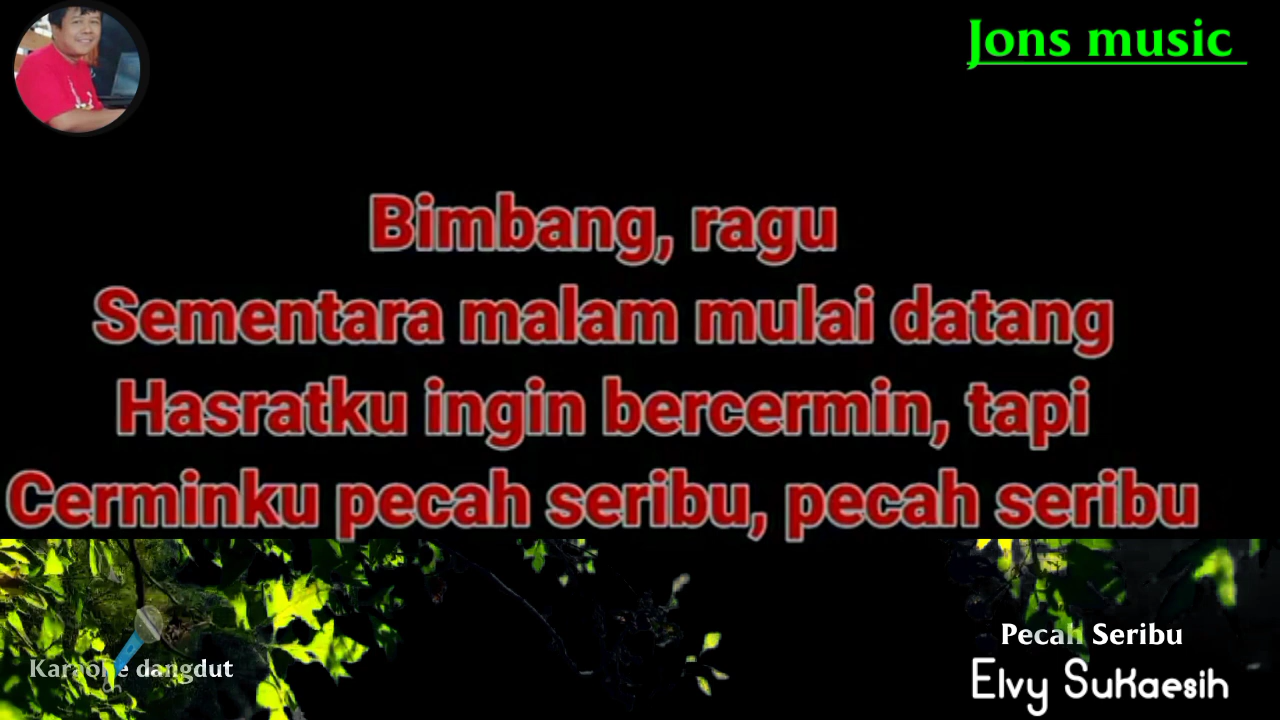 Jons music
Bimbang, ragu
Sementara malam mulai datang
Hasratku ingin bercermin, tapi
Cerminku pecah seribu, pecah seribu
Pecah Seribu
Karaoke dangdut
Elvy Sukaesih